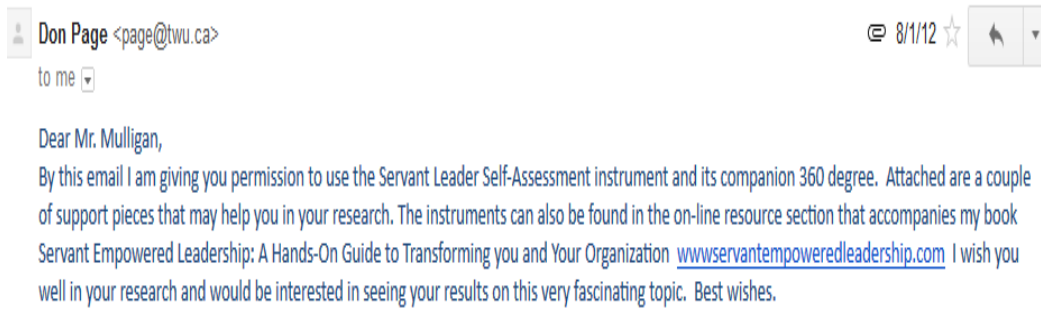 Don Page <page@twu.ca> 8/1/12
to me
Dear Mr. Mulligan,
By this email I am giving you permission to use the Servant Leader Self-Assessment instrument and its companion 360 degree.  Attached are a couple
of support pieces that may help you in your research. The instruments can also be found in the on-line resource section that accompanies my book
Servant Empowered Leadership: A Hands-On Guide to Transforming you and Your Organization  wwwservantempoweredleadership.com  I wish you
well in your research and would be interested in seeing your results on this very fascinating topic.  Best wishes.